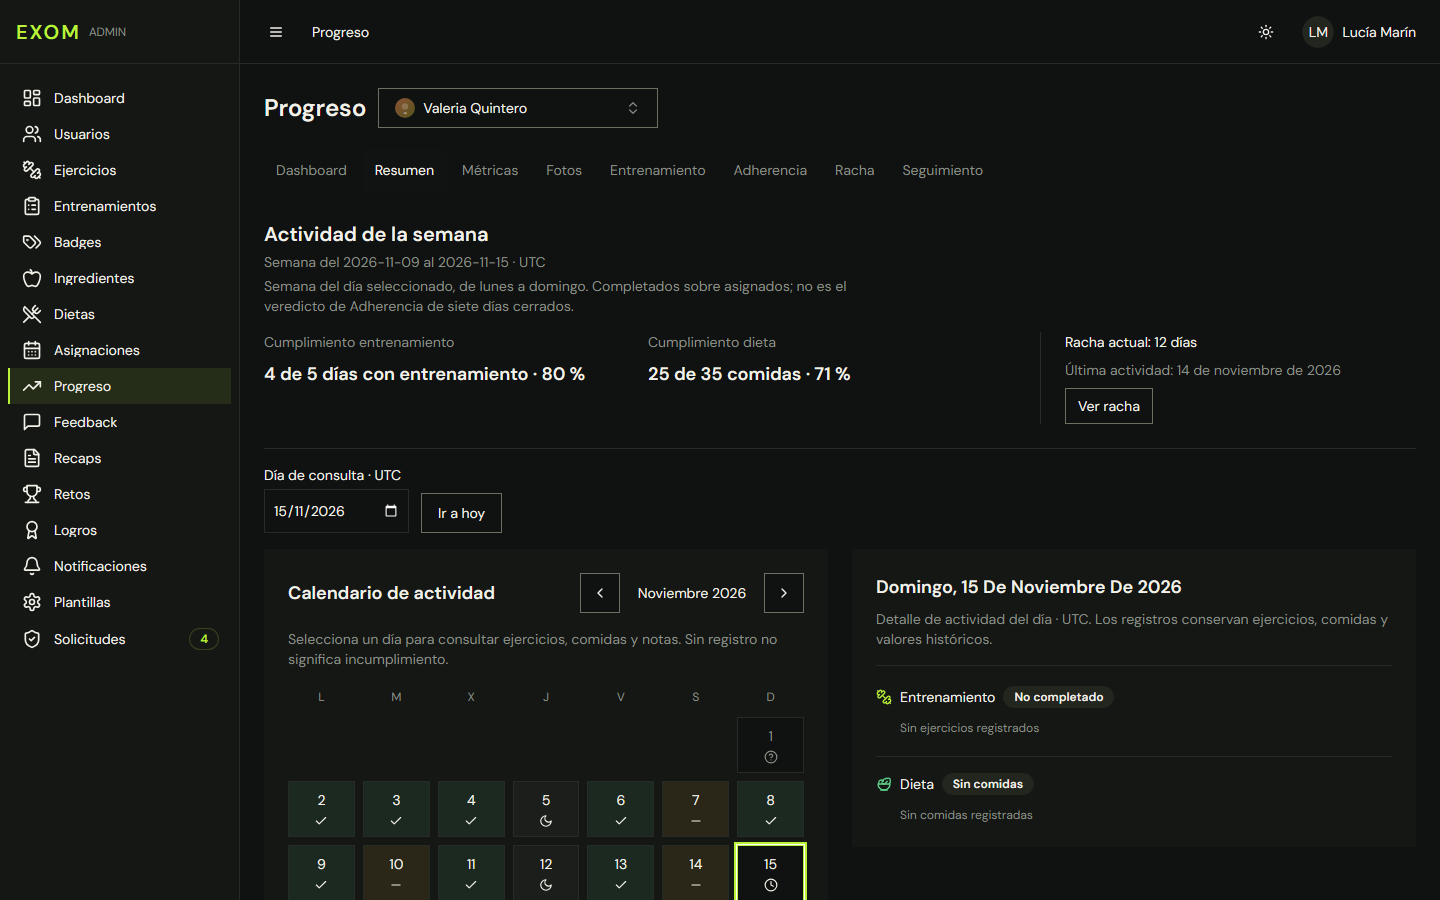 EXOM ADMIN
Progreso
LM Lucía Marín
Dashboard
Usuarios
Ejercicios
Entrenamientos
Badges
Ingredientes
Dietas
Asignaciones
Progreso
Feedback
Recaps
Retos
Logros
Notificaciones
Plantillas
Solicitudes 4
Progreso Valeria Quintero
Dashboard Resumen Métricas Fotos Entrenamiento Adherencia Racha Seguimiento
Actividad de la semana
Semana del 2026-11-09 al 2026-11-15 · UTC
Semana del día seleccionado, de lunes a domingo. Completados sobre asignados; no es el
veredicto de Adherencia de siete días cerrados.
Cumplimiento entrenamiento
4 de 5 días con entrenamiento · 80 %
Cumplimiento dieta
25 de 35 comidas · 71 %
Racha actual: 12 días
Última actividad: 14 de noviembre de 2026
Ver racha
Día de consulta · UTC
15/11/2026 Ir a hoy
Calendario de actividad Noviembre 2026
Selecciona un día para consultar ejercicios, comidas y notas. Sin registro no
significa incumplimiento.
L M X J V S D
1
2 3 4 5 6 7 8
9 10 11 12 13 14 15
Domingo, 15 De Noviembre De 2026
Detalle de actividad del día · UTC. Los registros conservan ejercicios, comidas y
valores históricos.
Entrenamiento No completado
Sin ejercicios registrados
Dieta Sin comidas
Sin comidas registradas